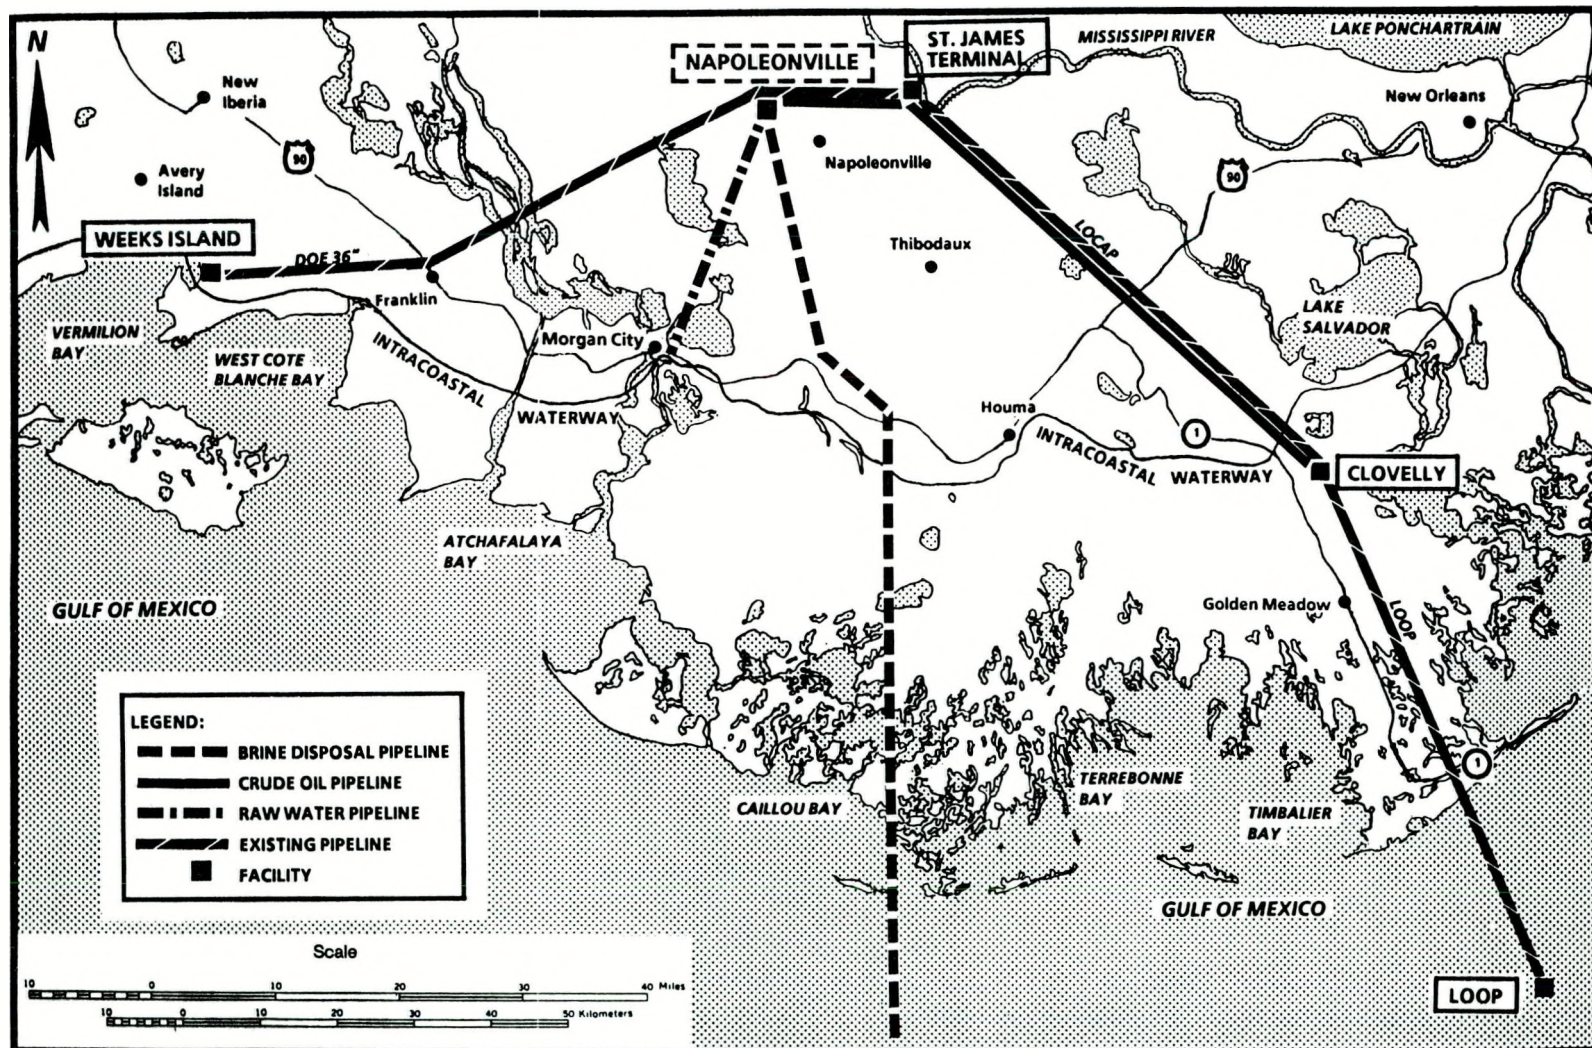 N
NAPOLEONVILLE
ST. JAMES
TERMINAL
MISSISSIPPI RIVER
LAKE PONCHARTRAIN
New
Iberia
New Orleans
90
Avery
Island
Napoleonville
90
WEEKS ISLAND
DOE 36"
Thibodaux
LOCAP
Franklin
VERMILION
BAY
WEST COTE
BLANCHE BAY
INTRACOASTAL
WATERWAY
Morgan City
LAKE
SALVADOR
Houma
INTRACOASTAL
WATERWAY
1
CLOVELLY
ATCHAFALAYA
BAY
GULF OF MEXICO
Golden Meadow
LOOP
LEGEND:
BRINE DISPOSAL PIPELINE
CRUDE OIL PIPELINE
RAW WATER PIPELINE
EXISTING PIPELINE
FACILITY
CAILLOU BAY
TERREBONNE
BAY
TIMBALIER
BAY
1
GULF OF MEXICO
LOOP
Scale
10 0 10 20 30 40 Miles
10 0 10 20 30 40 50 Kilometers